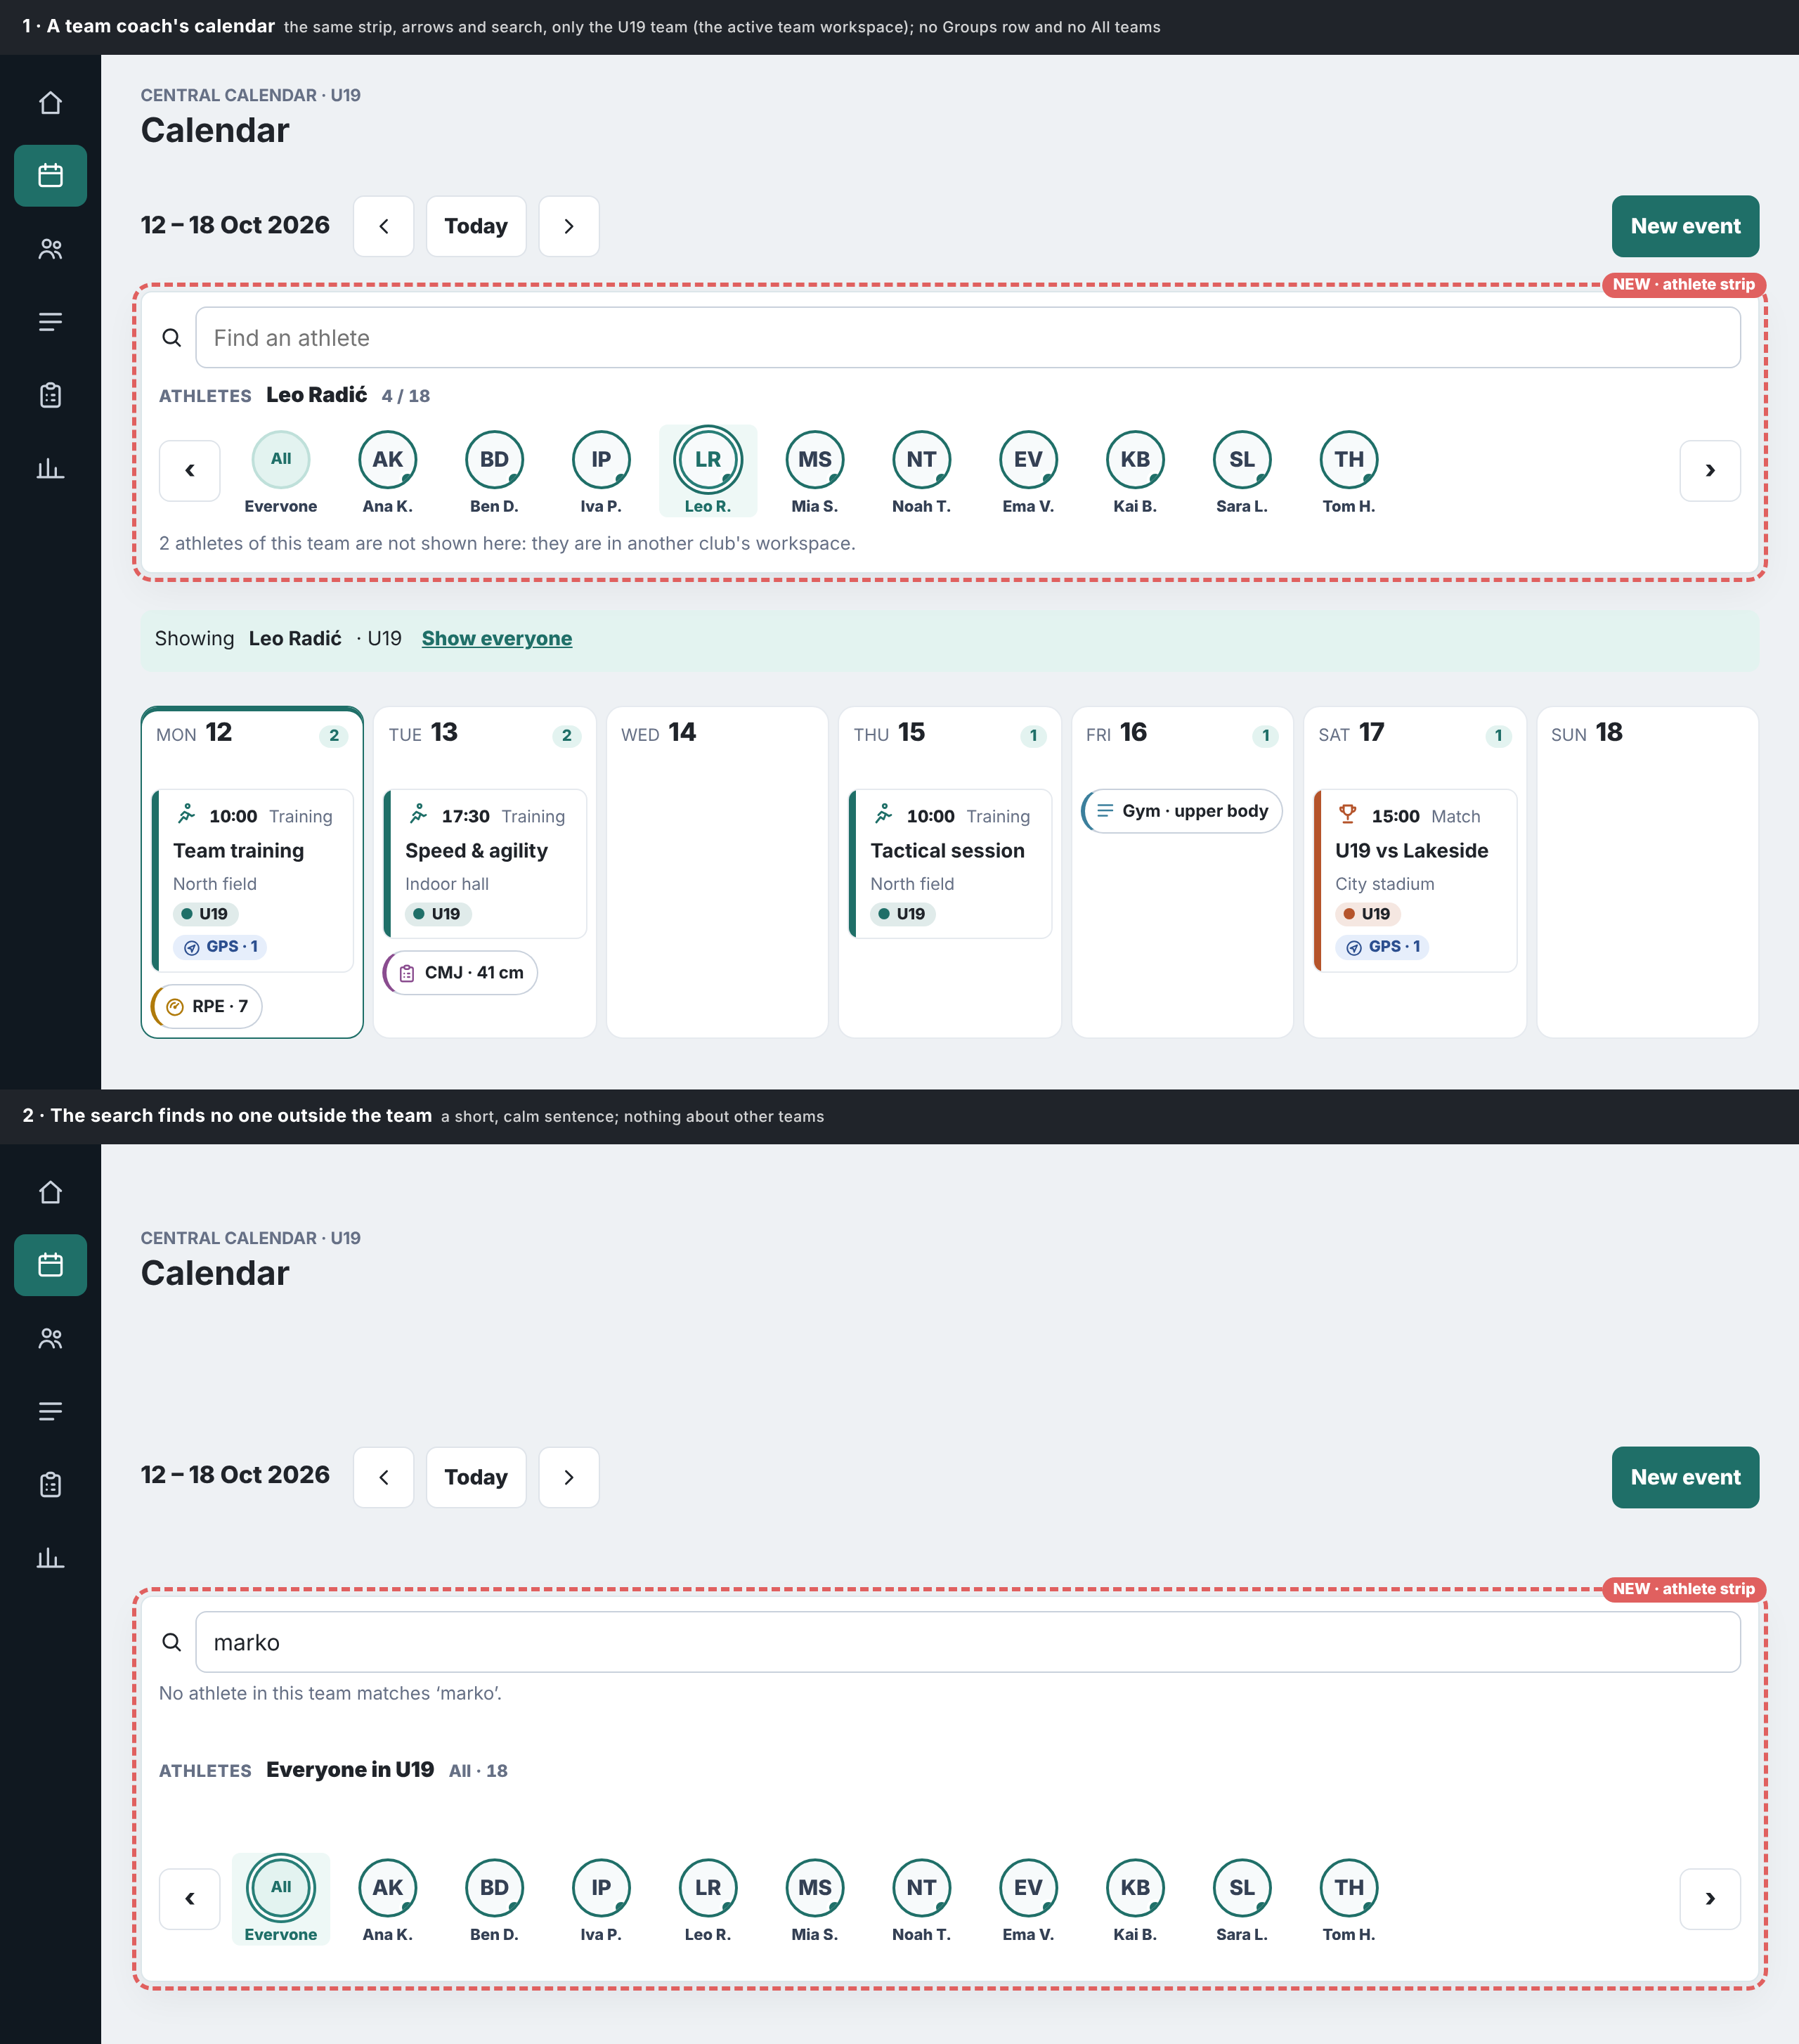 1 · A team coach's calendar the same strip, arrows and search, only the U19 team (the active team workspace); no Groups row and no All teams
CENTRAL CALENDAR · U19
Calendar
12 – 18 Oct 2026 Today New event
NEW · athlete strip
Find an athlete
ATHLETES Leo Radić 4 / 18
All AK BD IP LR MS NT EV KB SL TH
Everyone Ana K. Ben D. Iva P. Leo R. Mia S. Noah T. Ema V. Kai B. Sara L. Tom H.
2 athletes of this team are not shown here: they are in another club's workspace.
Showing Leo Radić · U19 Show everyone
MON 12 2
10:00 Training
Team training
North field
U19
GPS · 1
RPE · 7
TUE 13 2
17:30 Training
Speed & agility
Indoor hall
U19
CMJ · 41 cm
WED 14
THU 15 1
10:00 Training
Tactical session
North field
U19
FRI 16 1
Gym · upper body
SAT 17 1
15:00 Match
U19 vs Lakeside
City stadium
U19
GPS · 1
SUN 18
2 · The search finds no one outside the team a short, calm sentence; nothing about other teams
CENTRAL CALENDAR · U19
Calendar
12 – 18 Oct 2026 Today New event
NEW · athlete strip
marko
No athlete in this team matches ‘marko’.
ATHLETES Everyone in U19 All · 18
All AK BD IP LR MS NT EV KB SL TH
Everyone Ana K. Ben D. Iva P. Leo R. Mia S. Noah T. Ema V. Kai B. Sara L. Tom H.